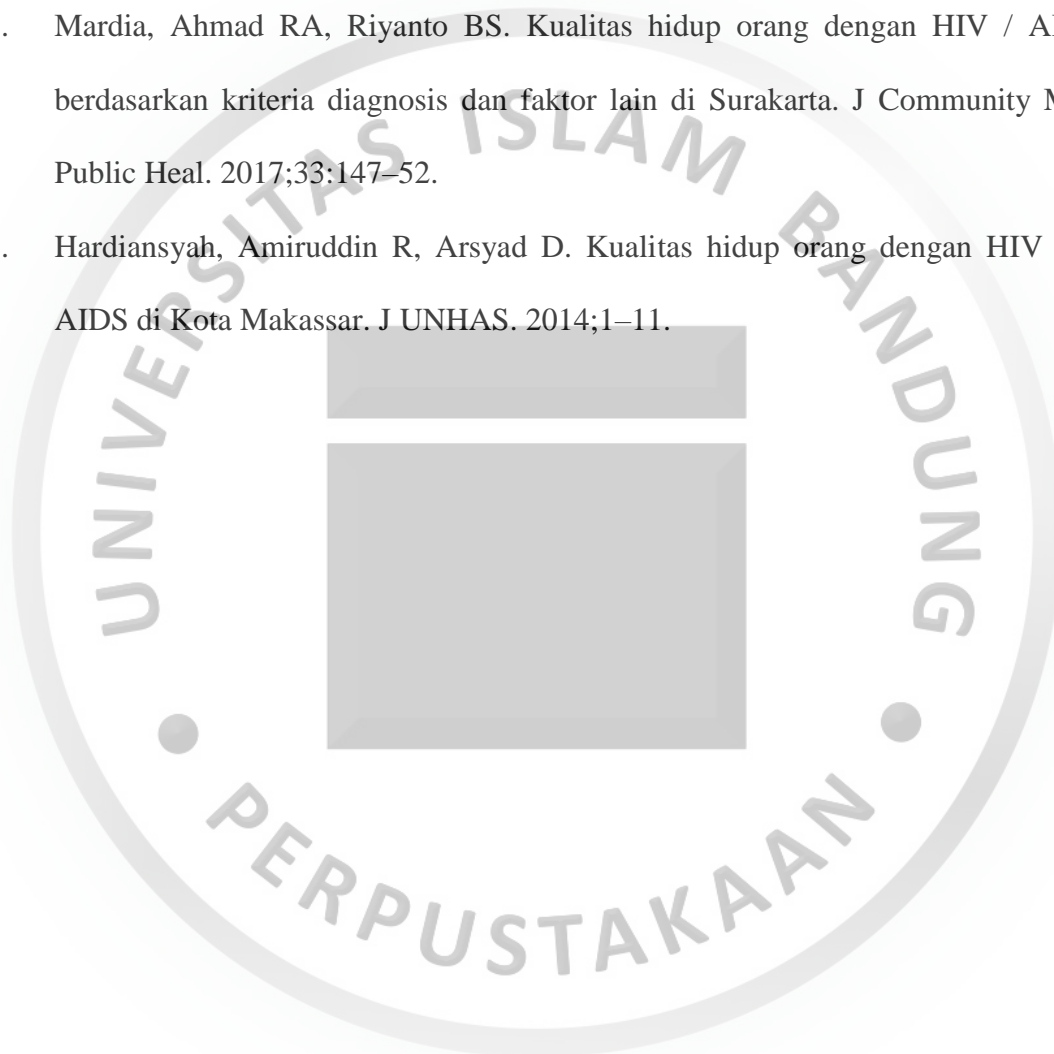 . Mardia, Ahmad RA, Riyanto BS. Kualitas hidup orang dengan HIV /
berdasarkan kriteria diagnosis dan faktor lain di Surakarta. J Community
Public Heal. 2017;33:147–52.
. Hardiansyah, Amiruddin R, Arsyad D. Kualitas hidup orang dengan HIV
AIDS di Kota Makassar. J UNHAS. 2014;1–11.
UNIVERSITAS ISLAM BANDUNG
• PERPUSTAKAAN •